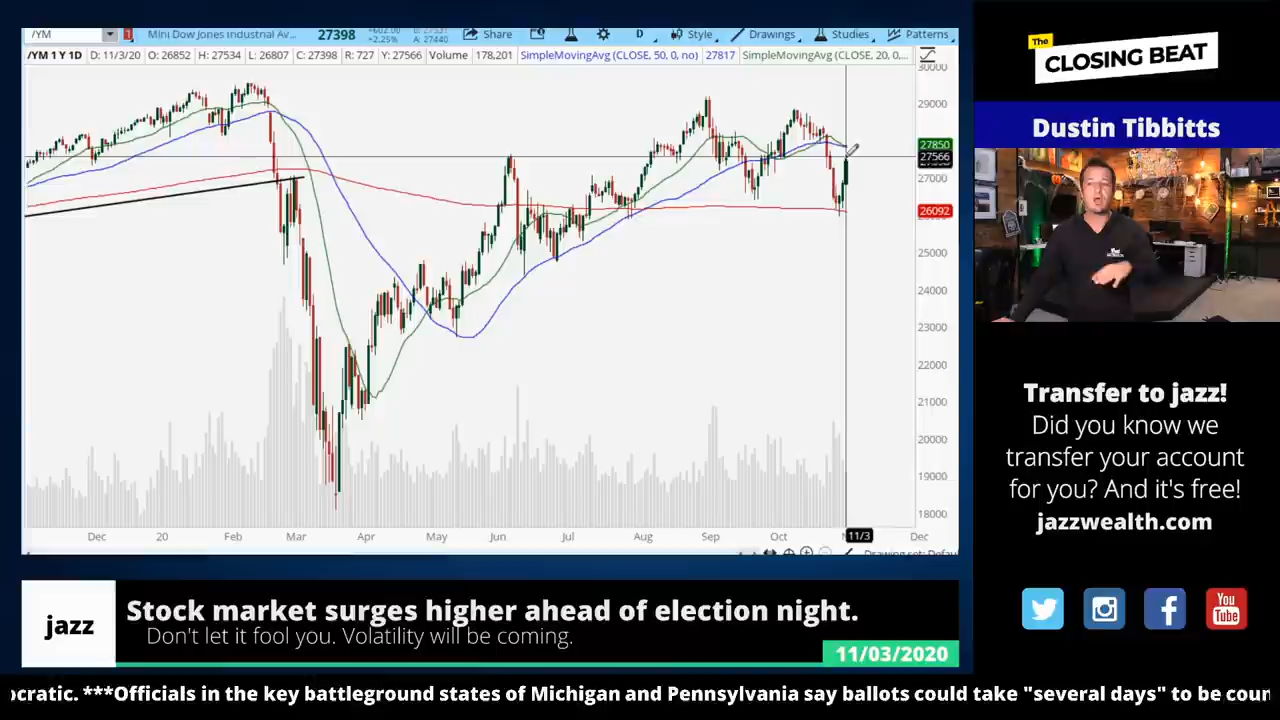 /YM
1
Mini Dow Jones Industrial Av...
27398
+2.25%
A: 27440
Share
D
Style
Drawings
Studies
Patterns
/YM 1 Y 1D
D: 11/3/20
O: 26852
H: 27534
L: 26807
C: 27398
R: 727
Y: 27566
Volume
178,201
SimpleMovingAvg (CLOSE, 50, 0, no)
27817
SimpleMovingAvg (CLOSE, 20, 0,...
30000
29000
27850
27566
27000
26092
25000
24000
23000
22000
21000
20000
19000
18000
Dec
20
Feb
Mar
Apr
May
Jun
Jul
Aug
Sep
Oct
11/3
Dec
The
CLOSING BEAT
Dustin Tibbitts
Transfer to jazz!
Did you know we
transfer your account
for you? And it's free!
jazzwealth.com
You
Tube
jazz
Stock market surges higher ahead of election night.
Don't let it fool you. Volatility will be coming.
11/03/2020
ocratic. ***Officials in the key battleground states of Michigan and Pennsylvania say ballots could take "several days" to be coun